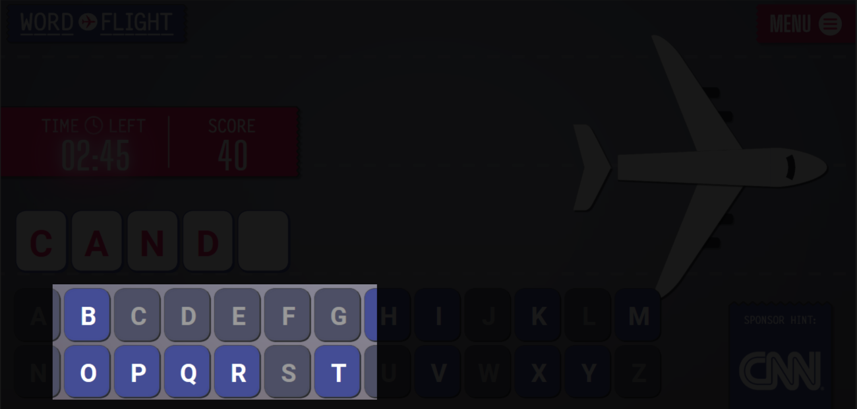 WORD FLIGHT
MENU
TIME LEFT
SCORE
02:45
40
C A N D
A B C D E F G H I J K L M
N O P Q R S T U V W X Y Z
SPONSOR HINT:
CNN